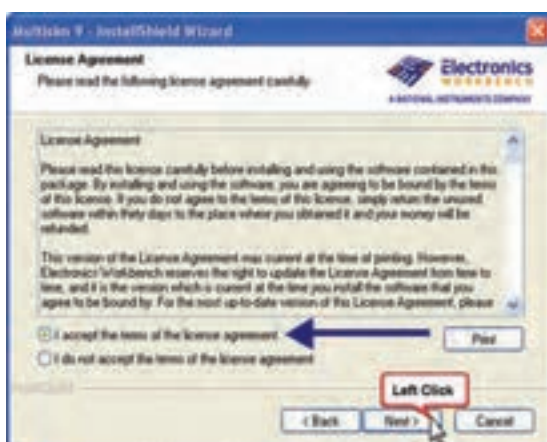 Multisim 9 - InstallShield Wizard
License Agreement
Please read the following license agreement carefully
Electronics
WORKBENCH
A NATIONAL INSTRUMENTS COMPANY
License Agreement
Please read this license carefully before installing and using the software contained in this
package. By installing and using the software, you are agreeing to be bound by the terms
of this license. If you do not agree to the terms of this license, simply return the unused
software within thirty days to the place where you obtained it and your money will be
refunded.
This version of the License Agreement was current at the time of printing. However,
Electronics Workbench reserves the right to update the License Agreement from time to
time, and it is the version which is current at the time you install the software that you
agree to be bound by. For the most up-to-date version of this License Agreement, please
I accept the terms of the license agreement
Print
I do not accept the terms of the license agreement
Left Click
< Back
Next >
Cancel